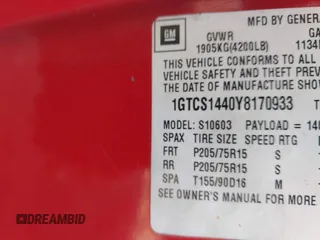 MFD BY GENERA
GM
GVWR
GA
1905KG(4200LB)
1134
THIS VEHICLE CONFORMS TO ALL
VEHICLE SAFETY AND THEFT
THE DATE OF MANUFACTURE SHOW
1GTCS1440Y8170933
T
MODEL: S10603 PAYLOAD = 14
SPAX TIRE SIZE SPEED RTG
FRT P205/75R15 S
RR P205/75R15 S
SPA T155/90D16 M
SEE OWNER'S MANUAL FOR MORE
DREAMBID